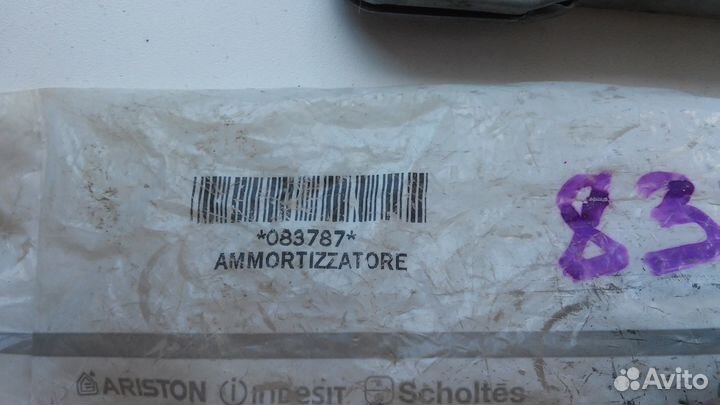 *083787*
AMMORTIZZATORE
83
ARISTON indesit Scholtès
Avito